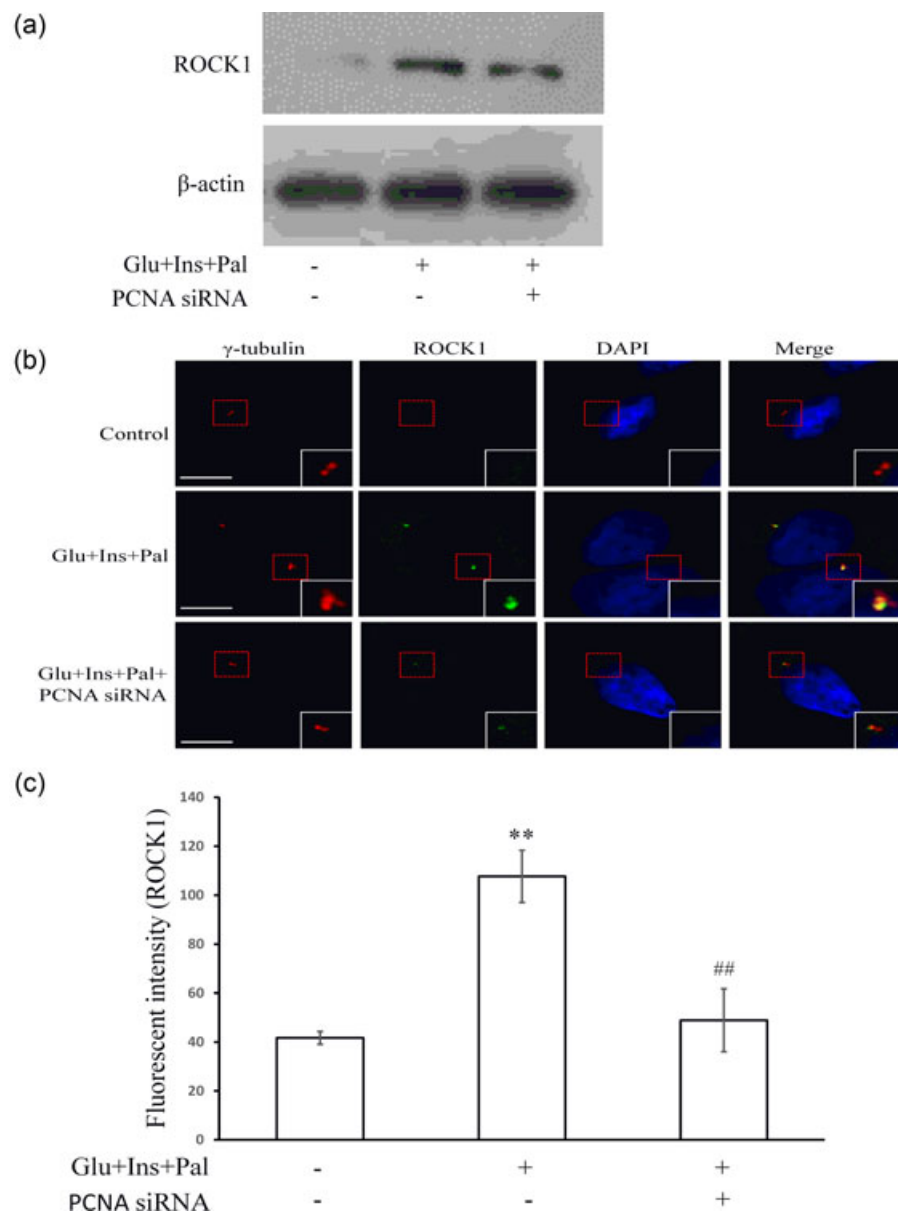 (a)
ROCK1
β-actin
Glu+Ins+Pal - + +
PCNA siRNA - - +
(b)
γ-tubulin ROCK1 DAPI Merge
Control
Glu+Ins+Pal
Glu+Ins+Pal+
PCNA siRNA
(c)
Fluorescent intensity (ROCK1)
140
120
100
80
60
40
20
0
**
##
Glu+Ins+Pal - + +
PCNA siRNA - - +